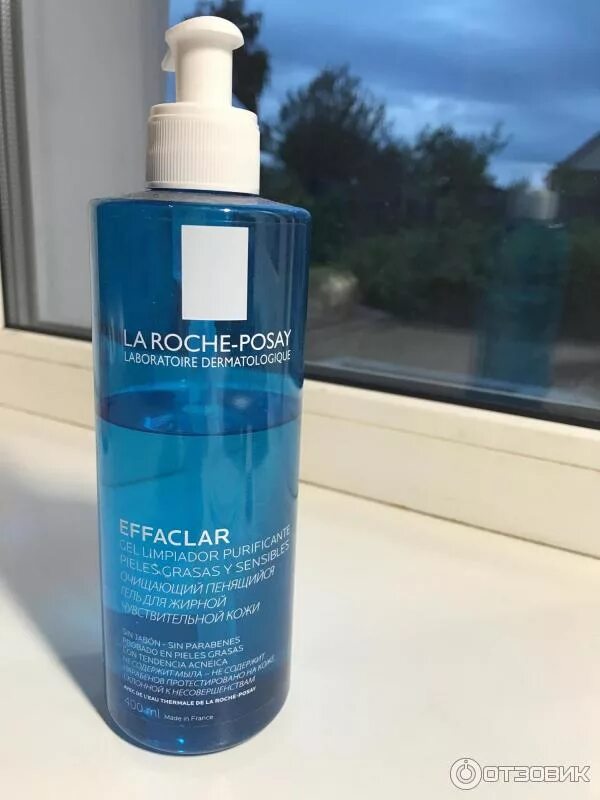 LA ROCHE-POSAY
LABORATOIRE DERMATOLOGIQUE
EFFACLAR
GEL LIMPIADOR PURIFICANTE
PIELES GRASAS Y SENSIBLES
ОЧИЩАЮЩИЙ ПЕНЯЩИЙСЯ
ГЕЛЬ ДЛЯ ЖИРНОЙ
ЧУВСТВИТЕЛЬНОЙ КОЖИ
SIN JABÓN - SIN PARABENES
PROBADO EN PIELES GRASAS
CON TENDENCIA ACNEICA
НЕ СОДЕРЖИТ МЫЛА – НЕ СОДЕРЖИТ
ПАРАБЕНОВ ПРОТЕСТИРОВАНО НА КОЖЕ,
СКЛОННОЙ К НЕСОВЕРШЕНСТВАМ
AVEC DE L'EAU THERMALE DE LA ROCHE-POSAY
400 ml Made in France
ОТЗОВИК